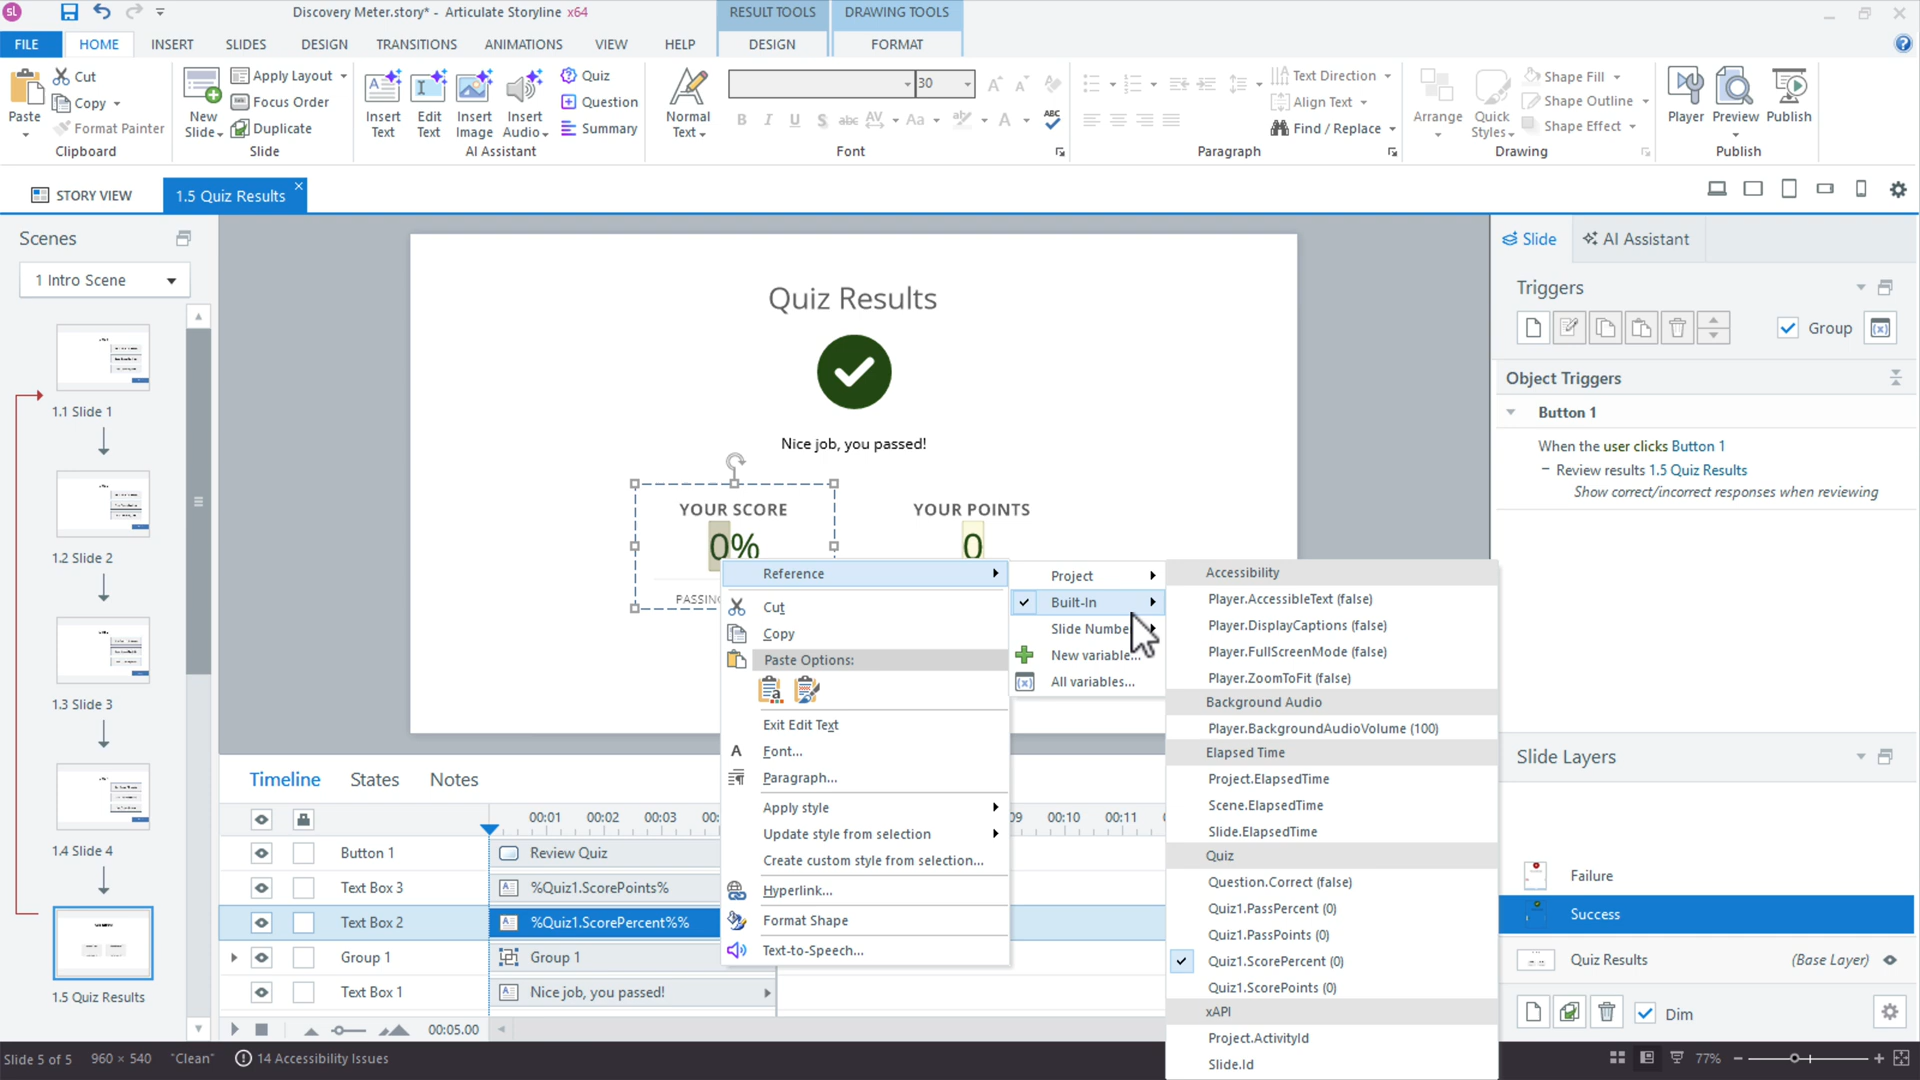 Discovery Meter.story* - Articulate Storyline x64
RESULT TOOLS
DRAWING TOOLS
FILE
HOME
INSERT
SLIDES
DESIGN
TRANSITIONS
ANIMATIONS
VIEW
HELP
DESIGN
FORMAT
Paste
Cut
Copy
Format Painter
Clipboard
New Slide
Apply Layout
Focus Order
Duplicate
Slide
Insert Text
Edit Text
Insert Image
Insert Audio
Quiz
Question
Summary
AI Assistant
Normal Text
30
Font
Text Direction
Align Text
Find / Replace
Paragraph
Arrange
Quick Styles
Shape Fill
Shape Outline
Shape Effect
Drawing
Player
Preview
Publish
Publish
STORY VIEW
1.5 Quiz Results
Scenes
1 Intro Scene
1.1 Slide 1
1.2 Slide 2
1.3 Slide 3
1.4 Slide 4
1.5 Quiz Results
Quiz Results
Nice job, you passed!
YOUR SCORE
0%
PASSIN
YOUR POINTS
0
Reference
Cut
Copy
Paste Options:
Exit Edit Text
Font...
Paragraph...
Apply style
Update style from selection
Create custom style from selection...
Hyperlink...
Format Shape
Text-to-Speech...
Project
Built-In
Slide Numbe
New variable...
All variables...
Accessibility
Player.AccessibleText (false)
Player.DisplayCaptions (false)
Player.FullScreenMode (false)
Player.ZoomToFit (false)
Background Audio
Player.BackgroundAudioVolume (100)
Elapsed Time
Project.ElapsedTime
Scene.ElapsedTime
Slide.ElapsedTime
Quiz
Question.Correct (false)
Quiz1.PassPercent (0)
Quiz1.PassPoints (0)
Quiz1.ScorePercent (0)
Quiz1.ScorePoints (0)
xAPI
Project.ActivityId
Slide.Id
Slide
AI Assistant
Triggers
Group
Object Triggers
Button 1
When the user clicks Button 1
− Review results 1.5 Quiz Results
Show correct/incorrect responses when reviewing
Slide Layers
Failure
Success
Quiz Results (Base Layer)
Dim
Timeline
States
Notes
00:01 00:02 00:03 00: 09 00:10 00:11
Button 1 Review Quiz
Text Box 3 %Quiz1.ScorePoints%
Text Box 2 %Quiz1.ScorePercent%%
Group 1 Group 1
Text Box 1 Nice job, you passed!
00:05.00
Slide 5 of 5 960 × 540 "Clean" 14 Accessibility Issues
77%